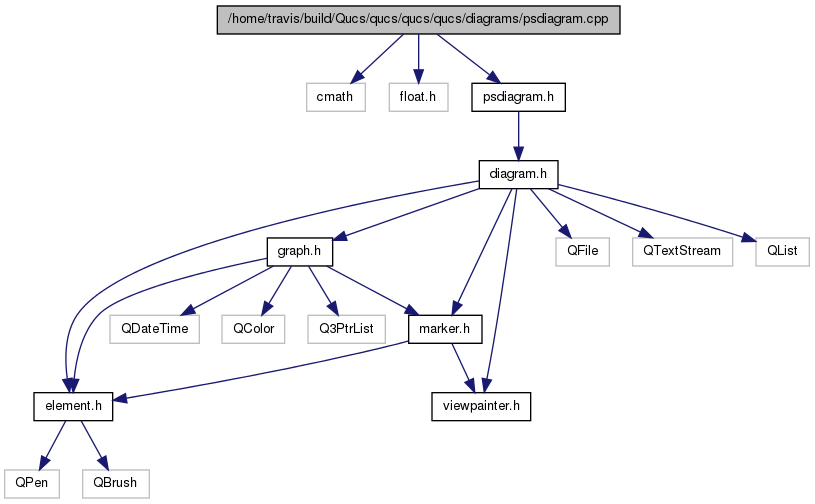 /home/travis/build/Qucs/qucs/qucs/qucs/diagrams/psdiagram.cpp
cmath
float.h
psdiagram.h
diagram.h
graph.h
QFile
QTextStream
QList
QDateTime
QColor
Q3PtrList
marker.h
element.h
viewpainter.h
QPen
QBrush